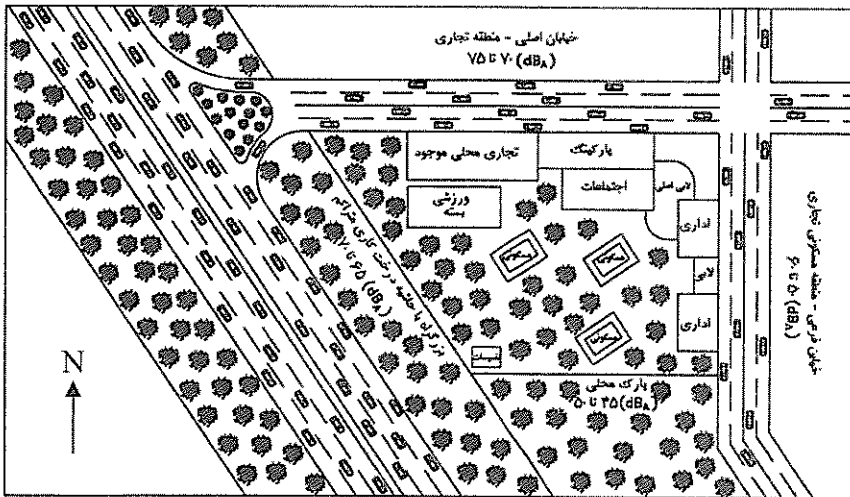 خیابان اصلی - منطقه تجاری
۷۰ تا ۷۵ (dBA)
تجاری محلی موجود
پارکینگ
اجتماعات
لابی اصلی
ورزشی
بسته
اداری
لابی
اداری
مسکونی
مسکونی
مسکونی
تاسیسات
بزرگراه با حاشیه درخت کاری متراکم
۶۵ تا ۷۰ (dBA)
خیابان فرعی - منطقه مسکونی تجاری
۵۰ تا ۶۰ (dBA)
پارک محلی
۴۵ تا ۵۰ (dBA)
N